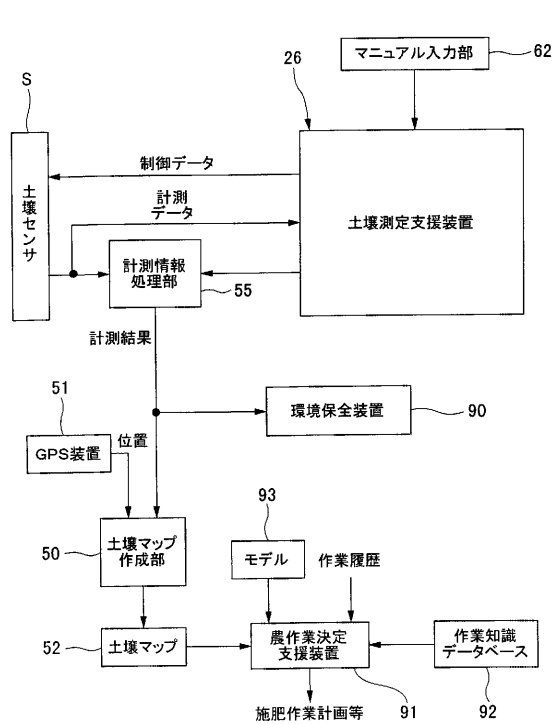 マニュアル入力部
62
26
S
土壌センサ
制御データ
計測
データ
土壌測定支援装置
計測情報
処理部
55
計測結果
51
GPS装置
位置
環境保全装置
90
50
土壌マップ
作成部
93
モデル
作業履歴
52
土壌マップ
農作業決定
支援装置
91
作業知識
データベース
92
施肥作業計画等